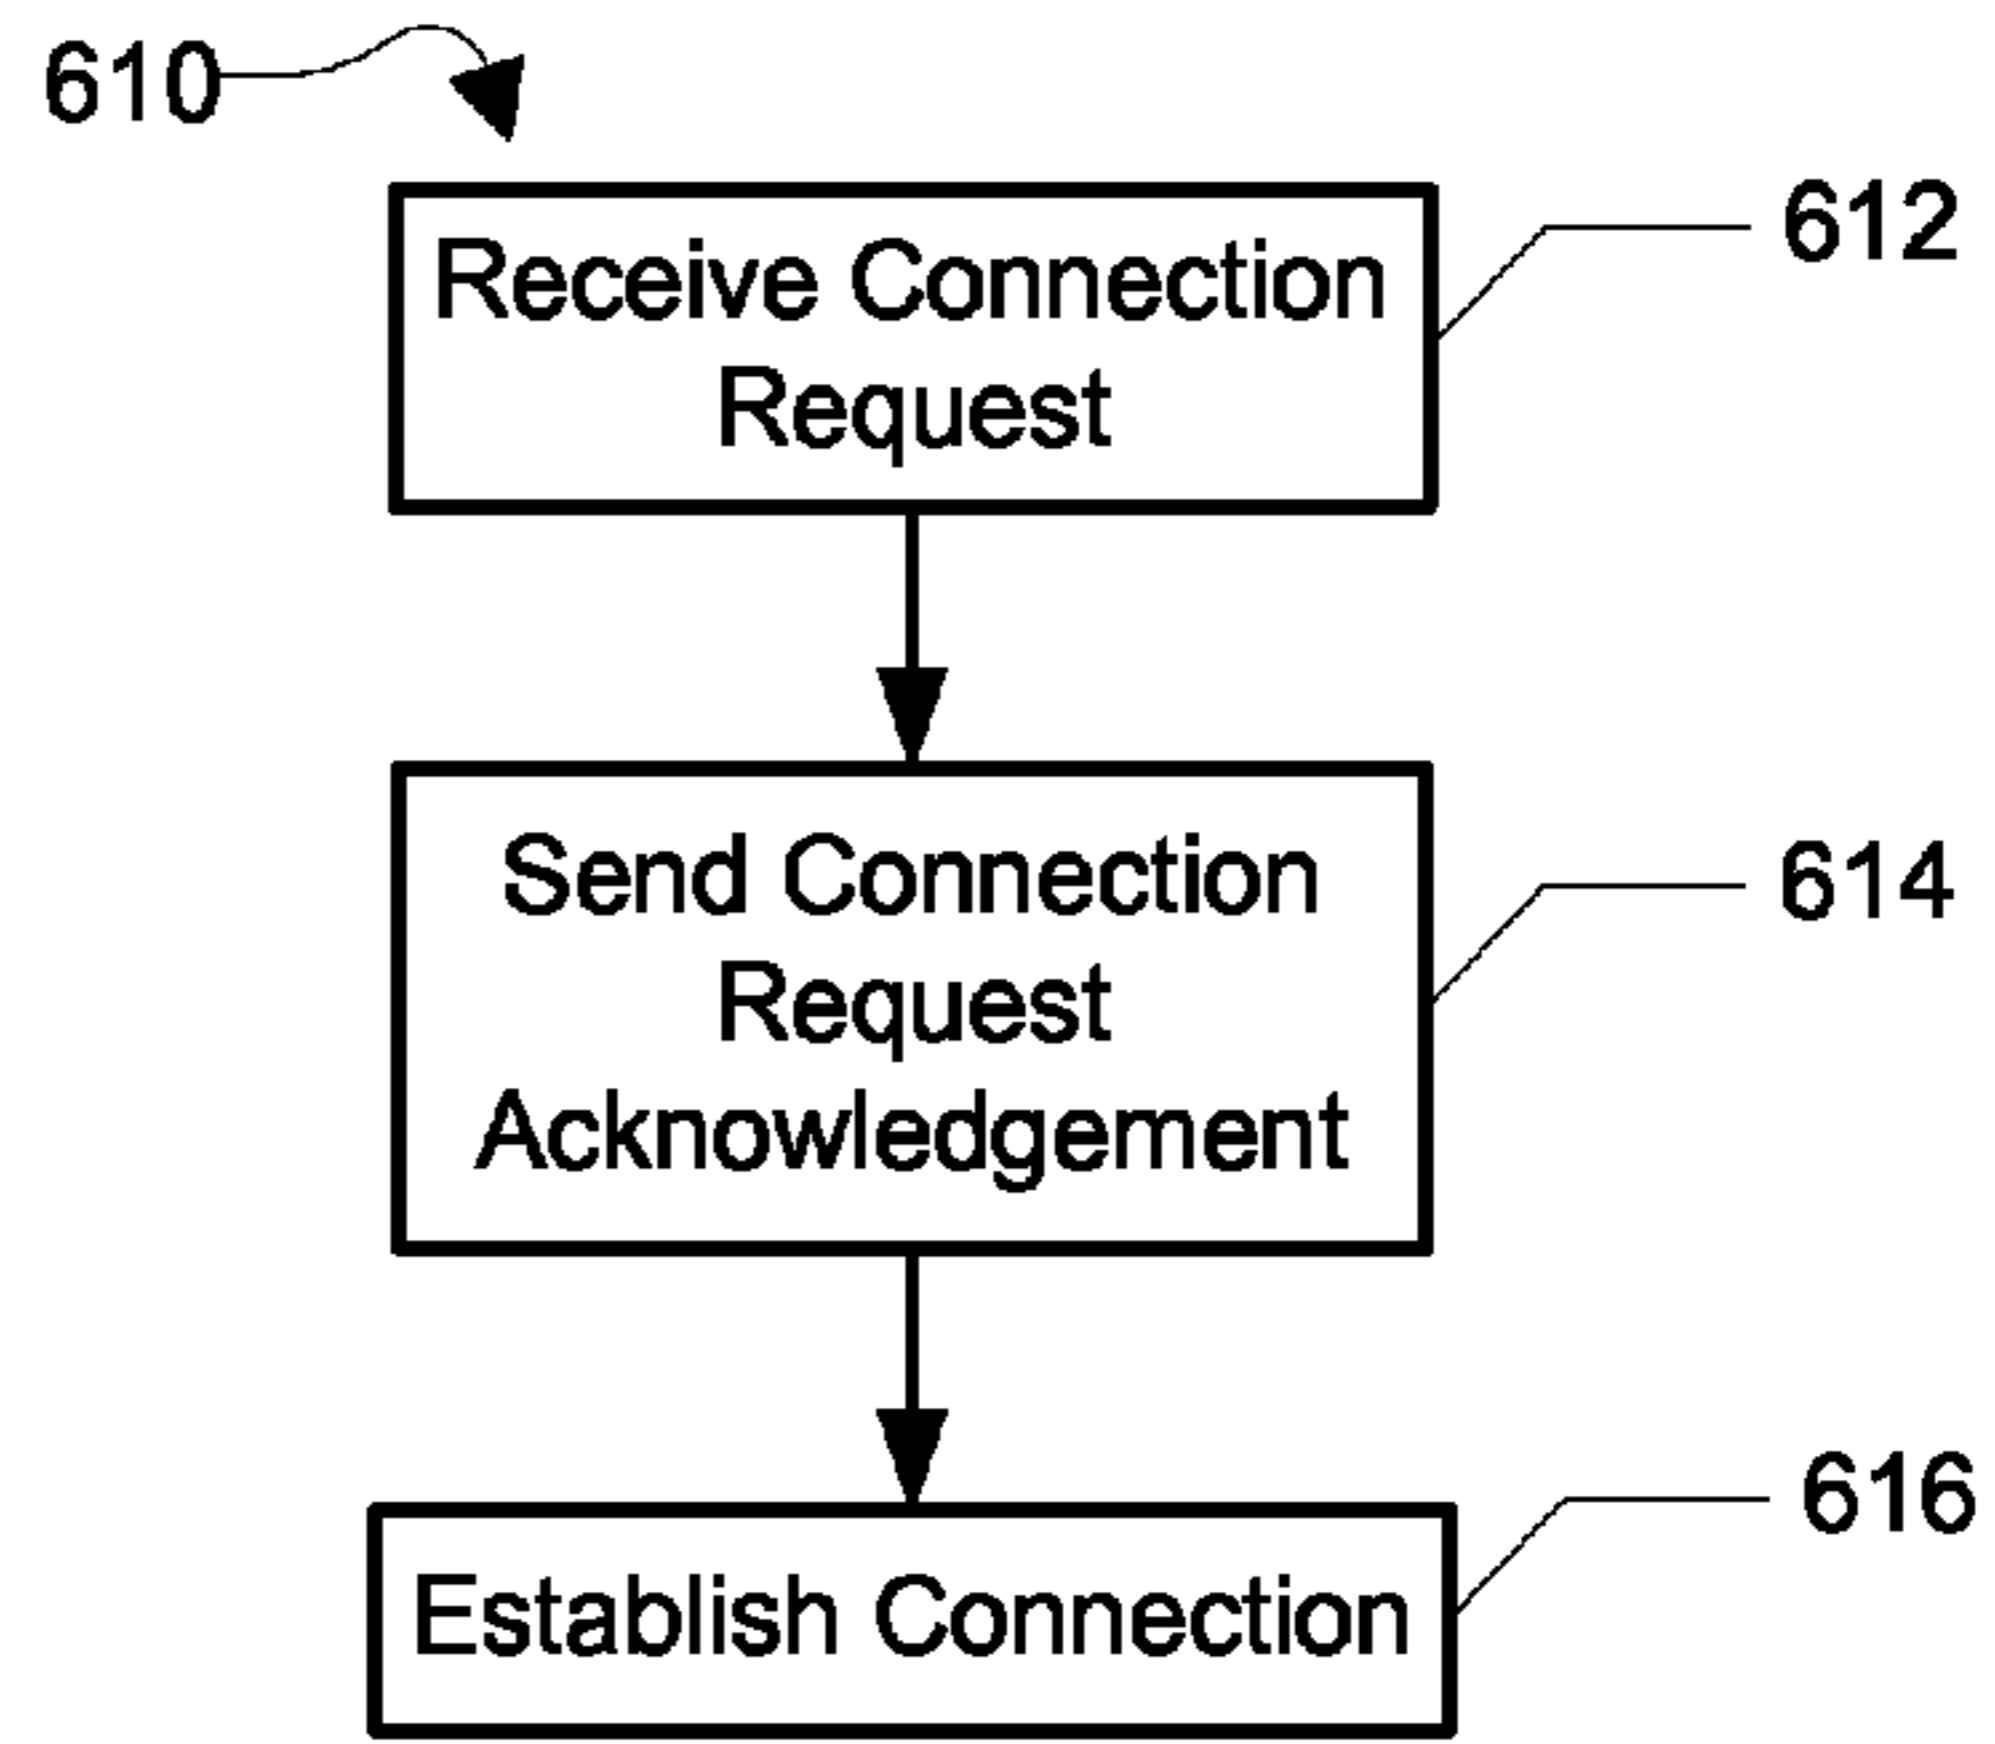 610
612
Receive Connection
Request
614
Send Connection
Request
Acknowledgement
616
Establish Connection